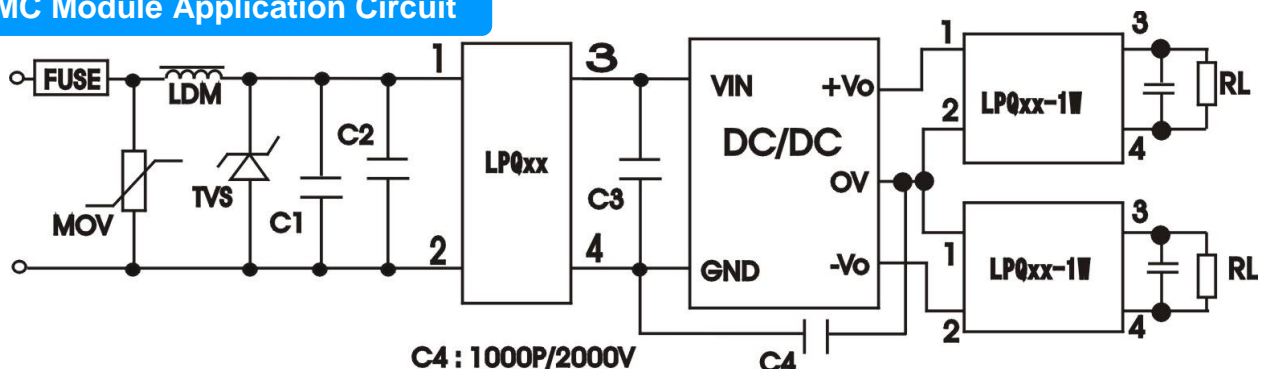 MC Module Application Circuit
FUSE
LDM
MOV
TVS
C1
C2
1
2
LPQxx
3
4
C3
VIN
+Vo
DC/DC
OV
GND
-Vo
C4
C4 : 1000P/2000V
1
2
LPQxx-1W
3
4
RL
1
2
LPQxx-1W
3
4
RL